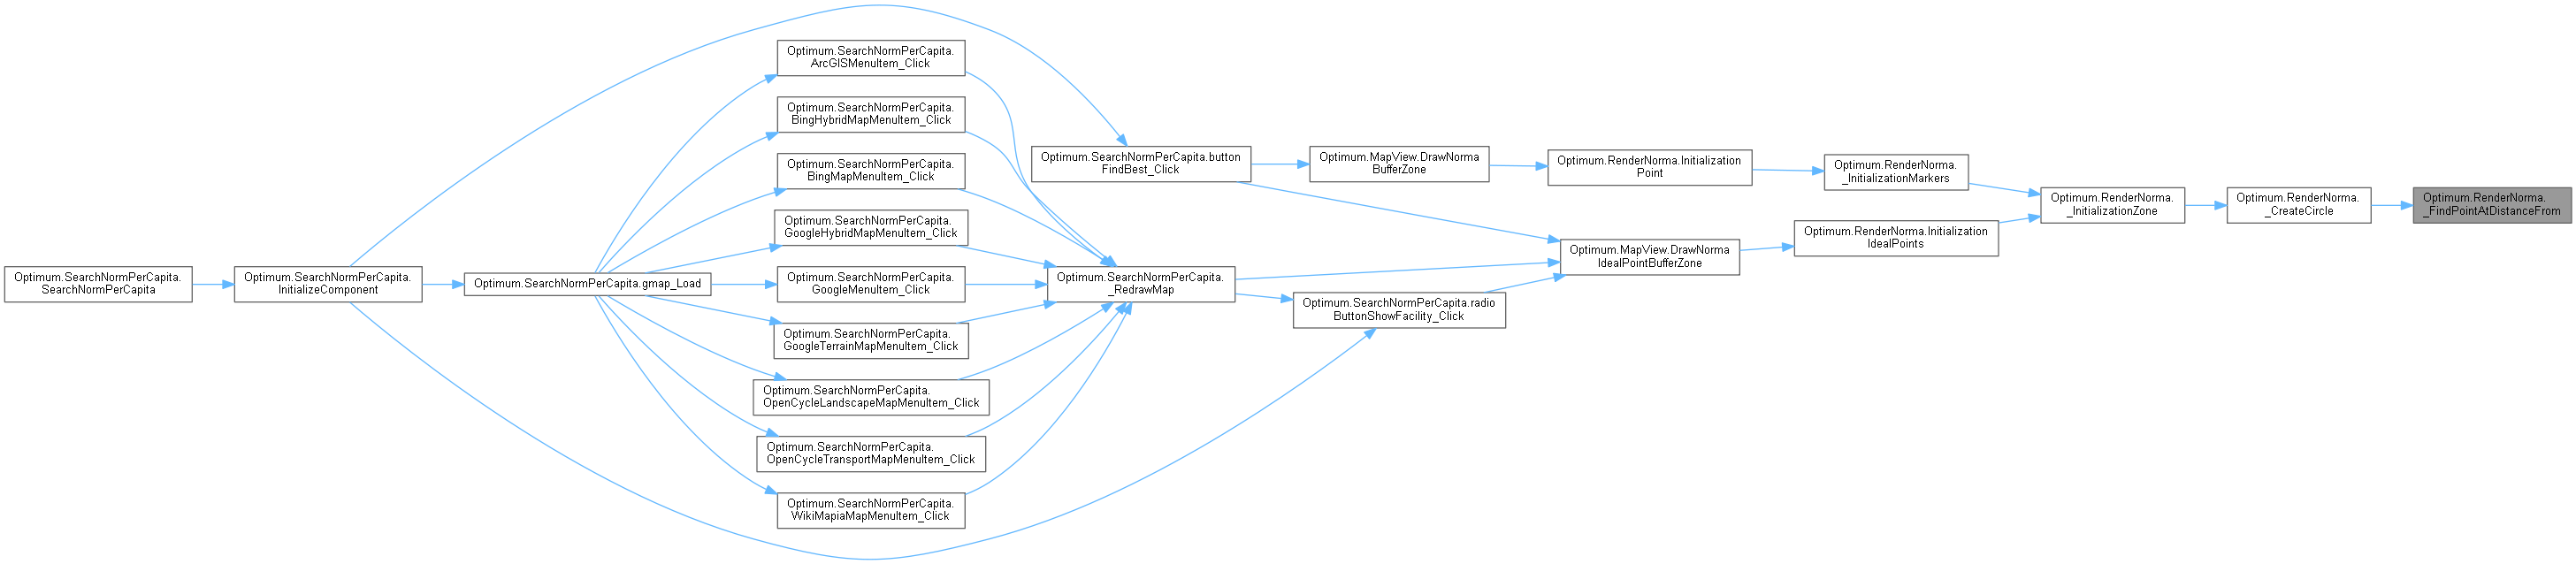 Optimum.SearchNormPerCapita.
SearchNormPerCapita
Optimum.SearchNormPerCapita.
InitializeComponent
Optimum.SearchNormPerCapita.gmap_Load
Optimum.SearchNormPerCapita.
ArcGISMenuItem_Click
Optimum.SearchNormPerCapita.
BingHybridMapMenuItem_Click
Optimum.SearchNormPerCapita.
BingMapMenuItem_Click
Optimum.SearchNormPerCapita.
GoogleHybridMapMenuItem_Click
Optimum.SearchNormPerCapita.
GoogleMenuItem_Click
Optimum.SearchNormPerCapita.
GoogleTerrainMapMenuItem_Click
Optimum.SearchNormPerCapita.
OpenCycleLandscapeMapMenuItem_Click
Optimum.SearchNormPerCapita.
OpenCycleTransportMapMenuItem_Click
Optimum.SearchNormPerCapita.
WikiMapiaMapMenuItem_Click
Optimum.SearchNormPerCapita.button
FindBest_Click
Optimum.SearchNormPerCapita.
_RedrawMap
Optimum.MapView.DrawNorma
BufferZone
Optimum.SearchNormPerCapita.radio
ButtonShowFacility_Click
Optimum.RenderNorma.Initialization
Point
Optimum.MapView.DrawNorma
IdealPointBufferZone
Optimum.RenderNorma.
_InitializationMarkers
Optimum.RenderNorma.Initialization
IdealPoints
Optimum.RenderNorma.
_InitializationZone
Optimum.RenderNorma.
_CreateCircle
Optimum.RenderNorma.
_FindPointAtDistanceFrom